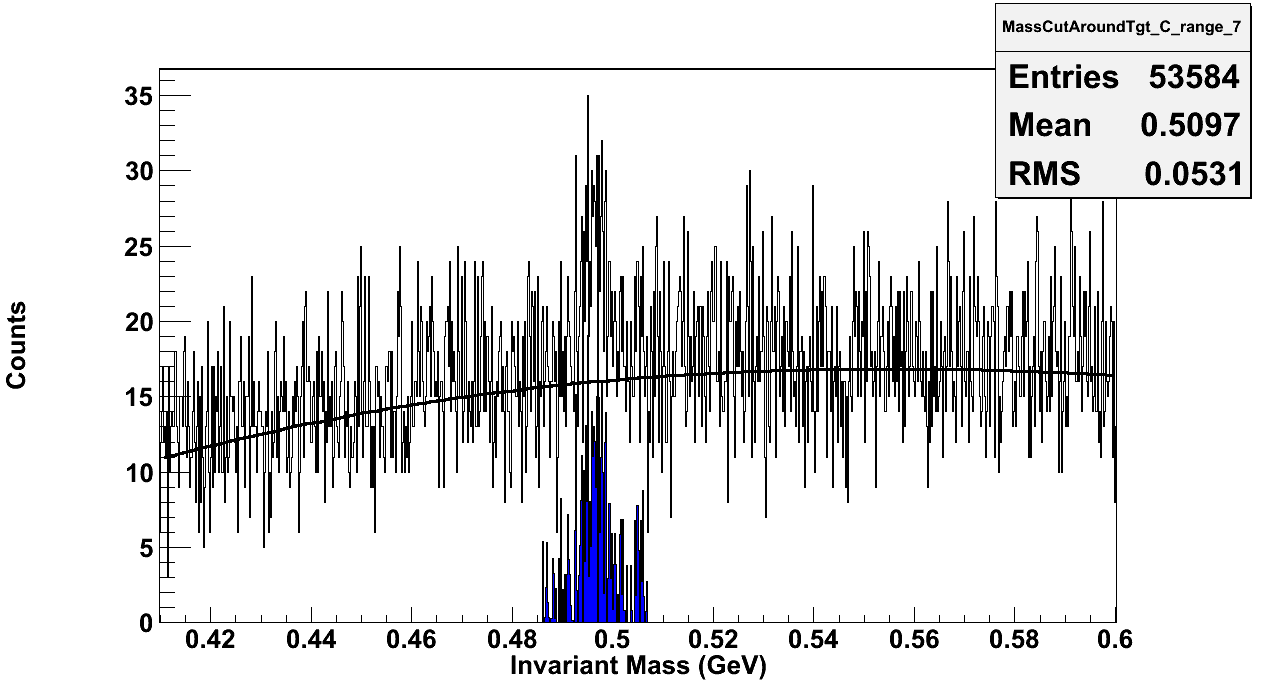 MassCutAroundTgt_C_range_7
Entries 53584
Mean 0.5097
RMS 0.0531
Counts
35
30
25
20
15
10
5
0
0.42 0.44 0.46 0.48 0.5 0.52 0.54 0.56 0.58 0.6
Invariant Mass (GeV)